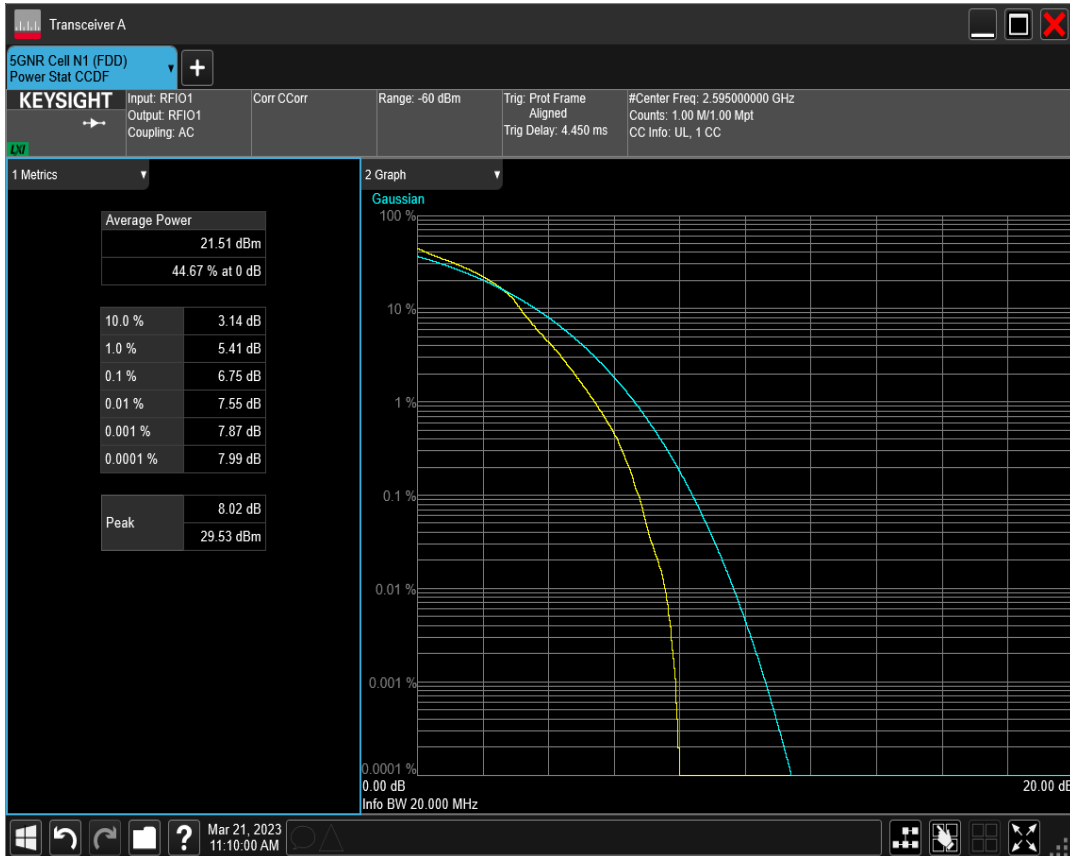 Transceiver A
5GNR Cell N1 (FDD)
Power Stat CCDF
KEYSIGHT
LXI
Input: RFIO1
Output: RFIO1
Coupling: AC
Corr CCorr
Range: -60 dBm
Trig: Prot Frame
Aligned
Trig Delay: 4.450 ms
#Center Freq: 2.595000000 GHz
Counts: 1.00 M/1.00 Mpt
CC Info: UL, 1 CC
1 Metrics
Average Power
21.51 dBm
44.67 % at 0 dB
10.0 % 3.14 dB
1.0 % 5.41 dB
0.1 % 6.75 dB
0.01 % 7.55 dB
0.001 % 7.87 dB
0.0001 % 7.99 dB
Peak 8.02 dB
29.53 dBm
2 Graph
Gaussian
100 %
10 %
1 %
0.1 %
0.01 %
0.001 %
0.0001 %
0.00 dB 20.00 dB
Info BW 20.000 MHz
?
Mar 21, 2023
11:10:00 AM